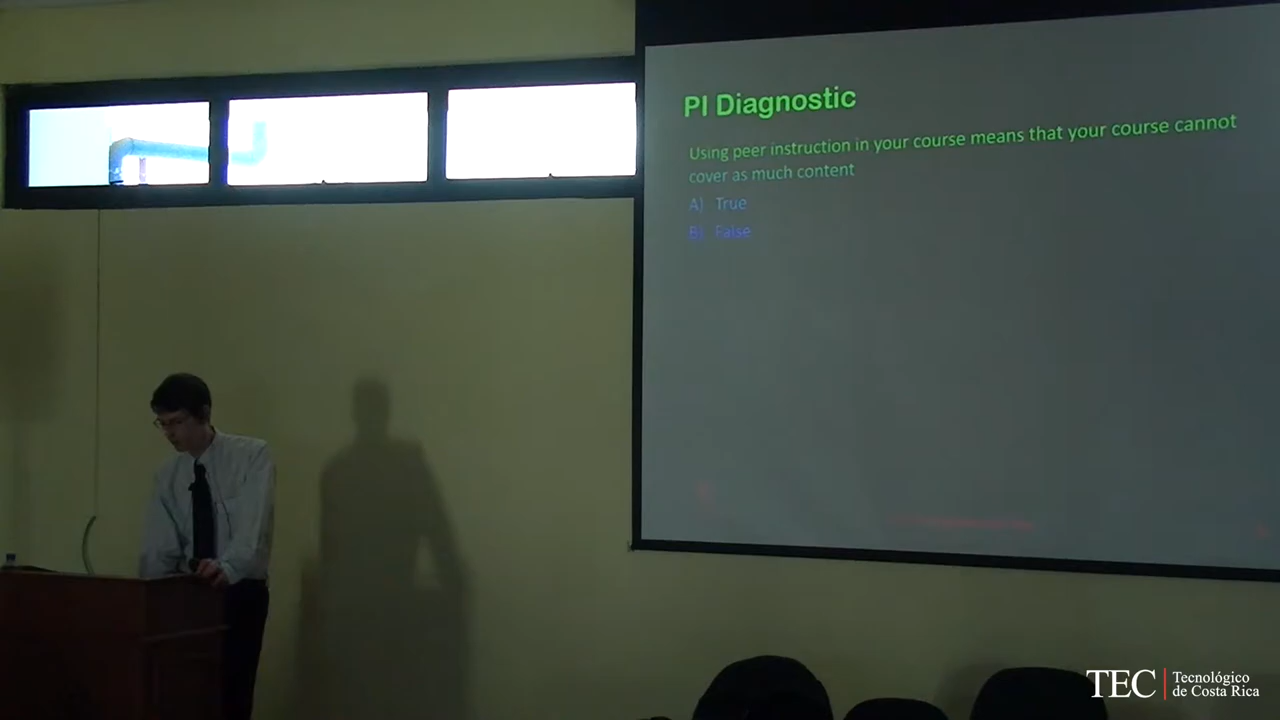 PI Diagnostic
Using peer instruction in your course means that your course cannot
cover as much content
A) True
B) False
TEC | Tecnológico
de Costa Rica